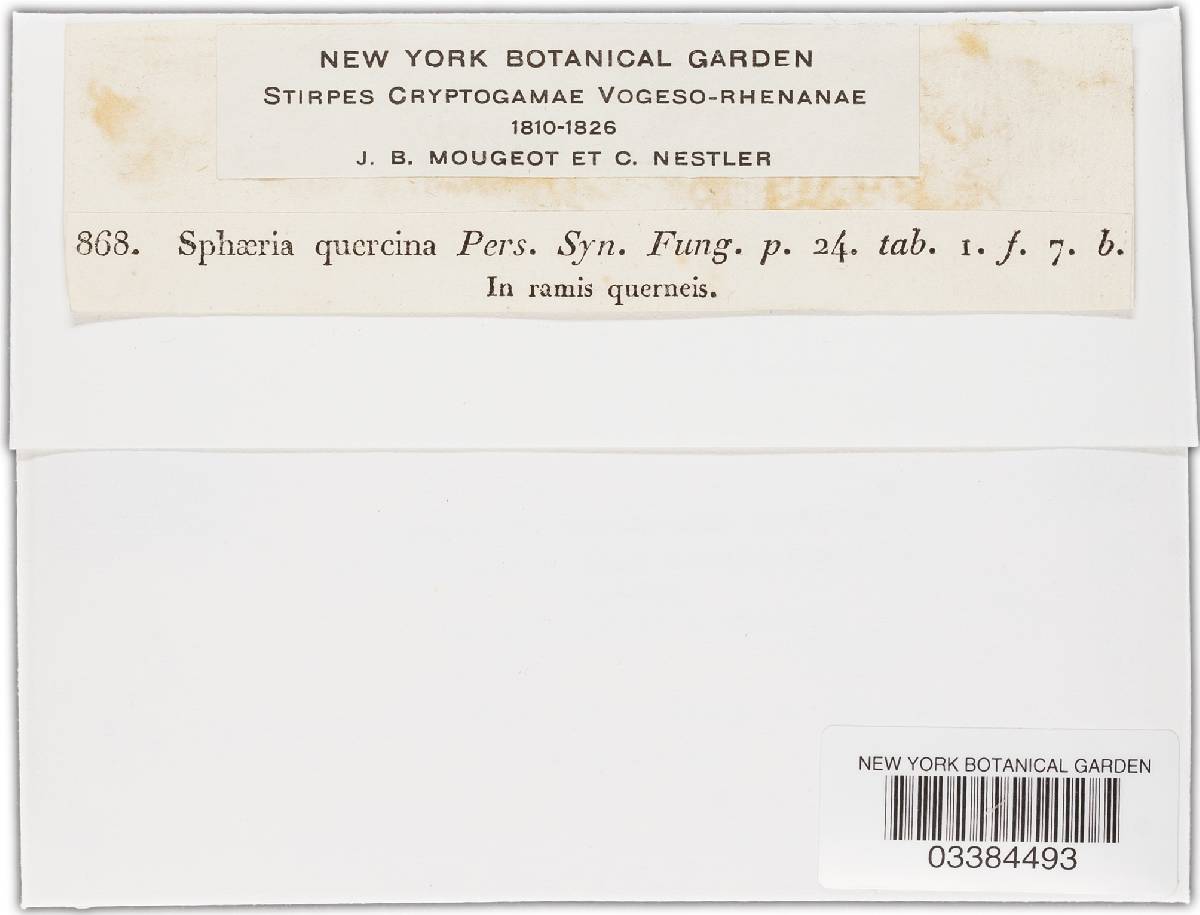 NEW YORK BOTANICAL GARDEN
STIRPES CRYPTOGAMAE VOGESO-RHENANAE
1810-1826
J. B. MOUGEOT ET C. NESTLER
868. Sphæria quercina Pers. Syn. Fung. p. 24. tab. 1. f. 7. b.
In ramis querneis.
NEW YORK BOTANICAL GARDEN
03384493